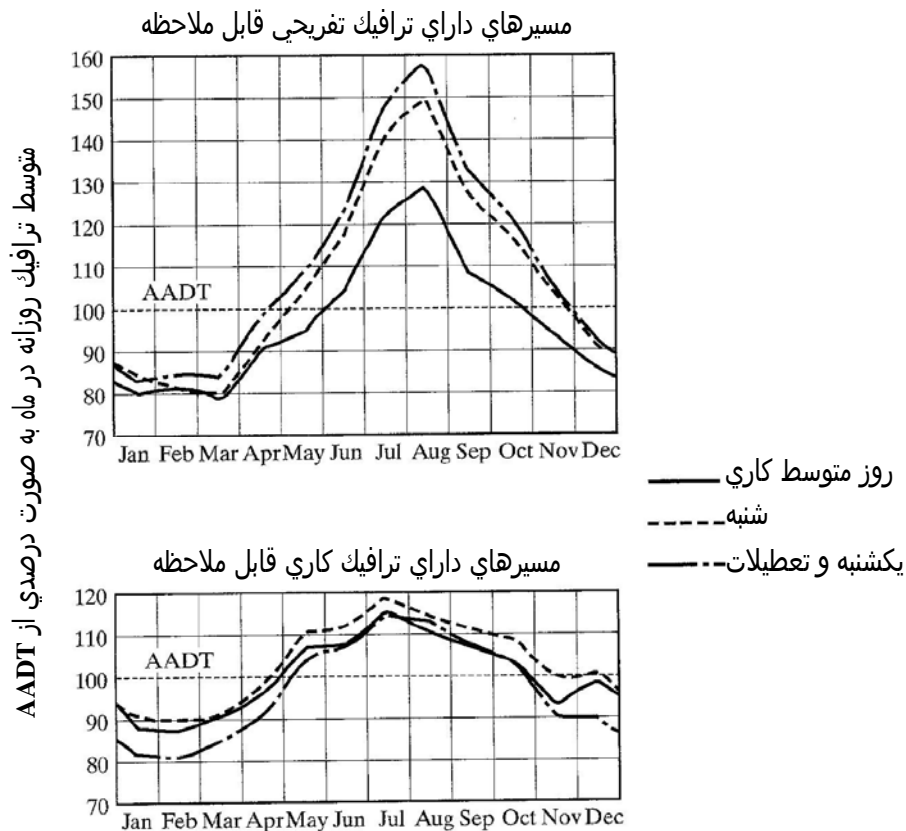 مسيرهاي داراي ترافيك تفريحي قابل ملاحظه
160
150
140
130
120
110
100
90
80
70
AADT
Jan Feb Mar Apr May Jun Jul Aug Sep Oct Nov Dec
متوسط ترافيك روزانه در ماه به صورت درصدي از AADT
روز متوسط كاري
شنبه
يكشنبه و تعطيلات
مسيرهاي داراي ترافيك كاري قابل ملاحظه
120
110
100
90
80
70
AADT
Jan Feb Mar Apr May Jun Jul Aug Sep Oct Nov Dec